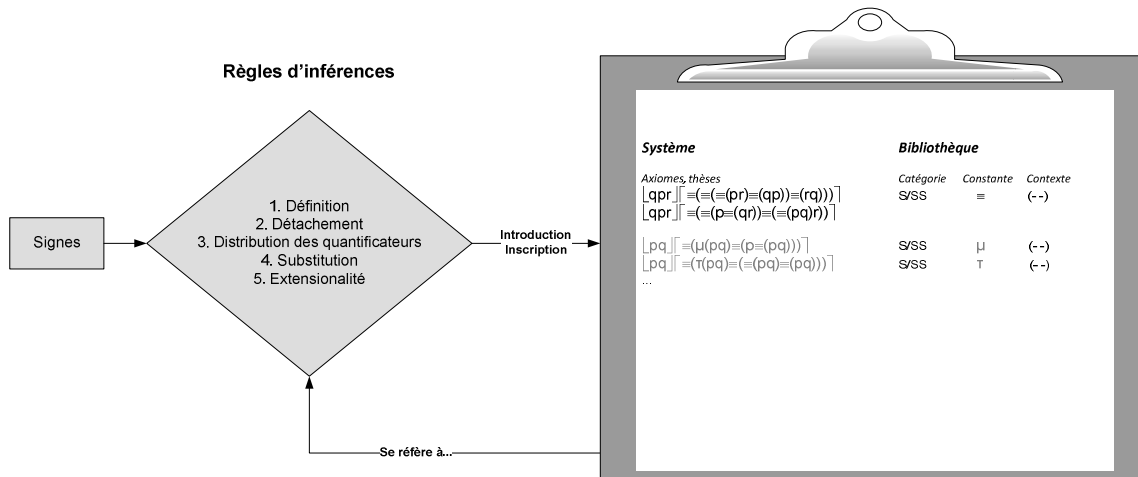 Règles d’inférences
Signes
1. Définition
2. Détachement
3. Distribution des quantificateurs
4. Substitution
5. Extensionalité
Introduction
Inscription
Se réfère à...
Système Bibliothèque
Axiomes, thèses Catégorie Constante Contexte
⌊qpr⌋⌈≡(≡(≡(pr)≡(qp))≡(rq)))⌉ S/SS ≡ (--)
⌊qpr⌋⌈≡(≡(p≡(qr))≡(≡(pq)r))⌉
⌊pq⌋⌈≡(μ(pq)≡(p≡(pq)))⌉ S/SS μ (--)
⌊pq⌋⌈≡(τ(pq)≡(≡(pq)≡(pq)))⌉ S/SS τ (--)
...